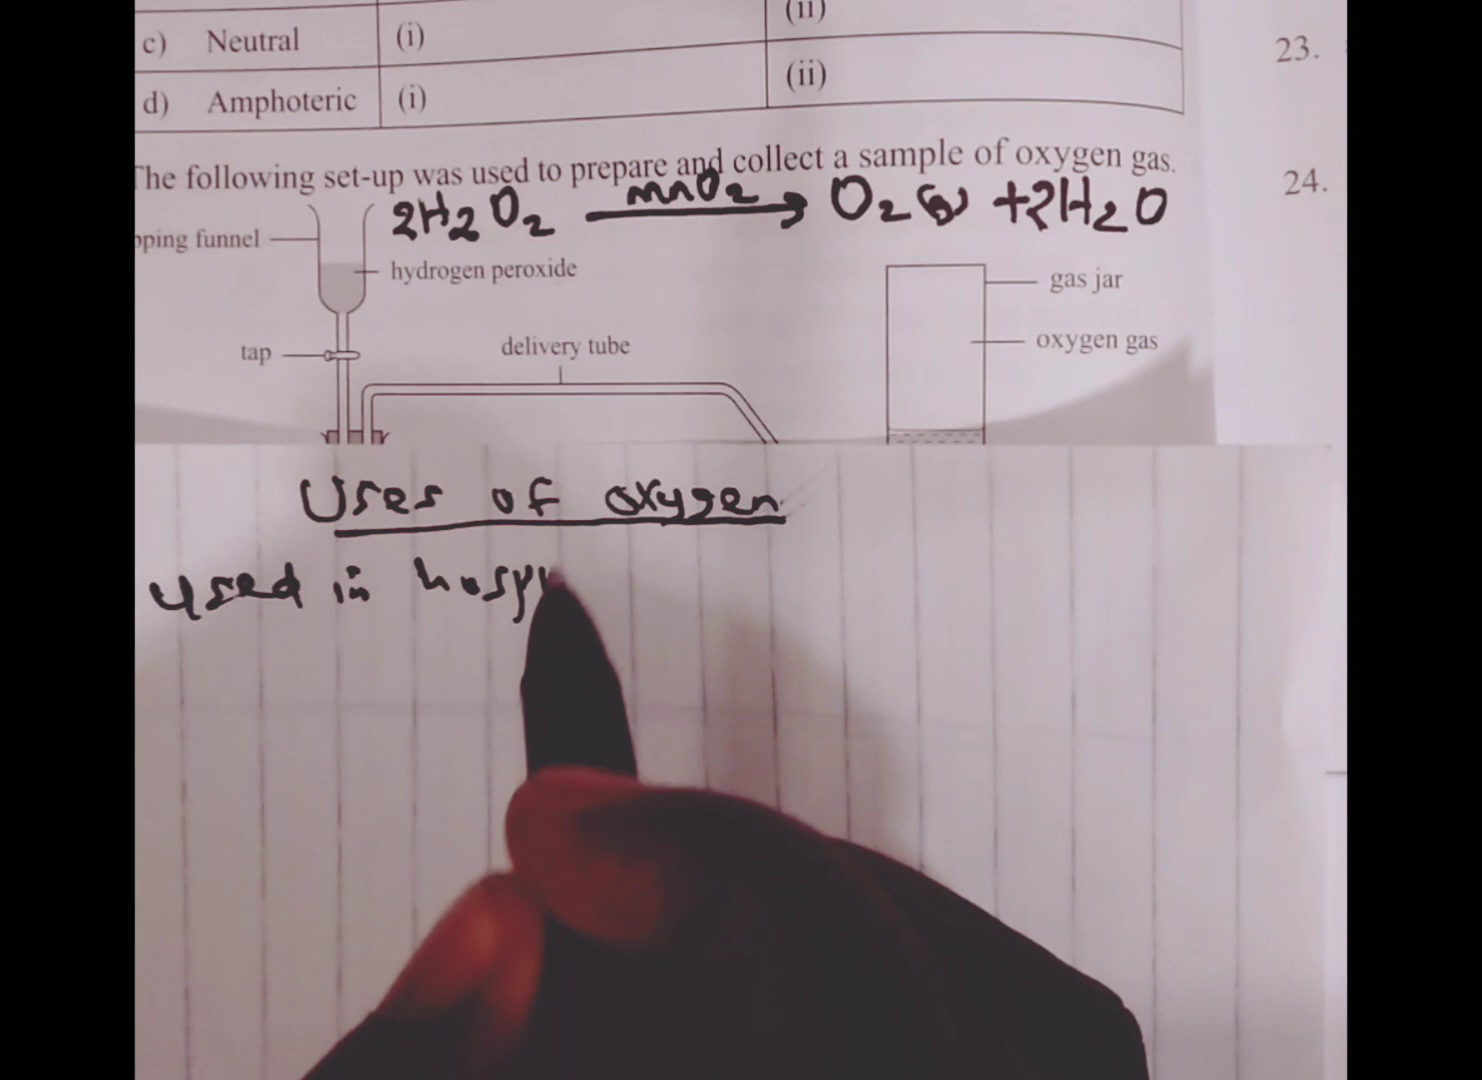 c) Neutral (i) (ii)
d) Amphoteric (i) (ii)
23.
The following set-up was used to prepare and collect a sample of oxygen gas.
24.
2H2O2 MnO2 → O2(g) + 2H2O
pping funnel
hydrogen peroxide
gas jar
tap
delivery tube
oxygen gas
Uses of oxygen
used in hosp